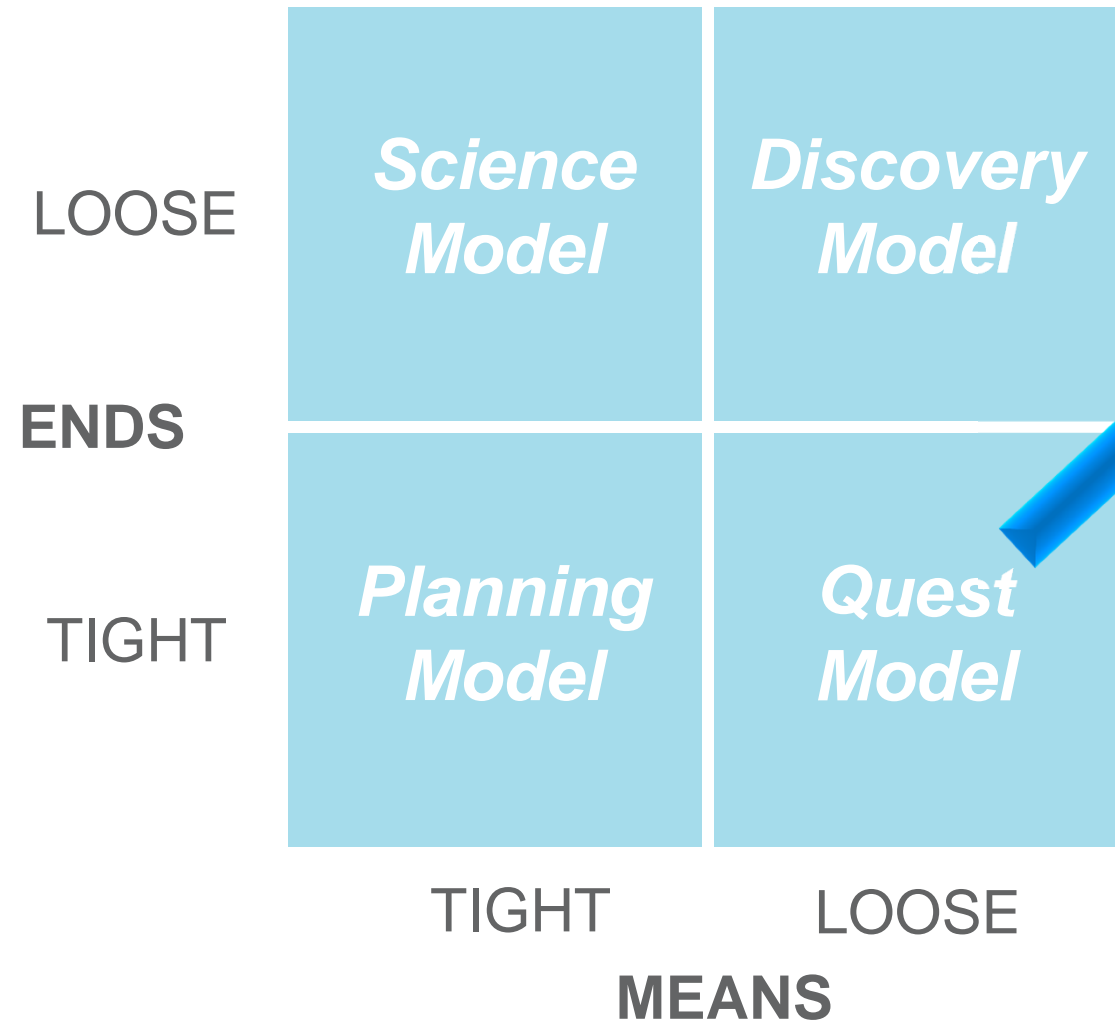 Science
Model
Discovery
Model
LOOSE
ENDS
Planning
Model
Quest
Model
TIGHT
TIGHT
LOOSE
MEANS